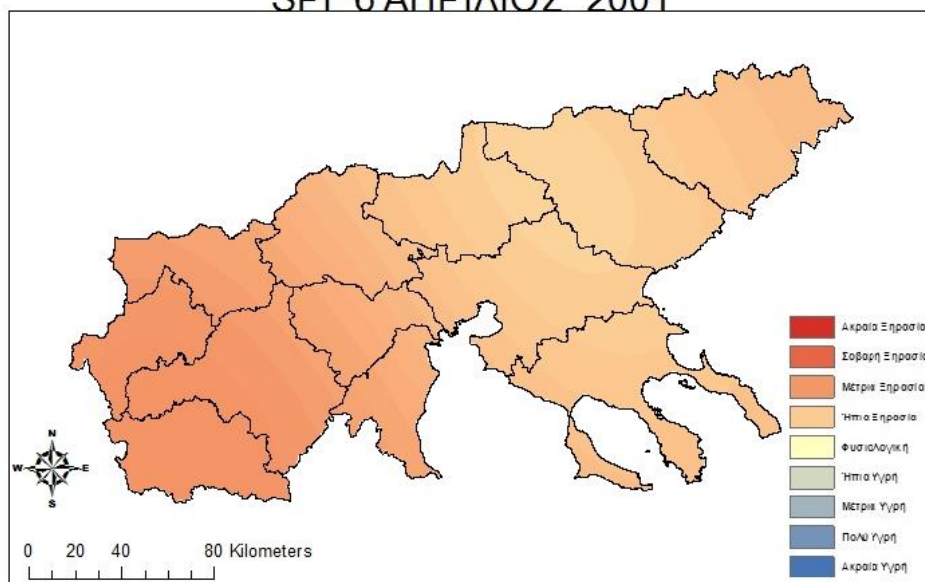 SPI 6 ΑΠΡΙΛΙΟΣ 2001
Ακραία Ξηρασία
Σοβαρή Ξηρασία
Μέτρια Ξηρασία
Ήπια Ξηρασία
Φυσιολογική
Ήπια Υγρή
Μέτρια Υγρή
Πολύ Υγρή
Ακραία Υγρή
N
W E
S
0 20 40 80 Kilometers